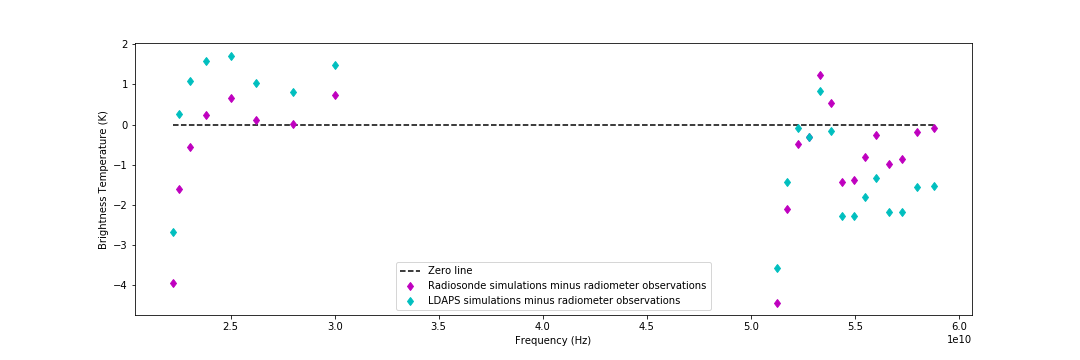 2
1
0
−1
−2
−3
−4
Brightness Temperature (K)
Zero line
Radiosonde simulations minus radiometer observations
LDAPS simulations minus radiometer observations
2.5 3.0 3.5 4.0 4.5 5.0 5.5 6.0
1e10
Frequency (Hz)